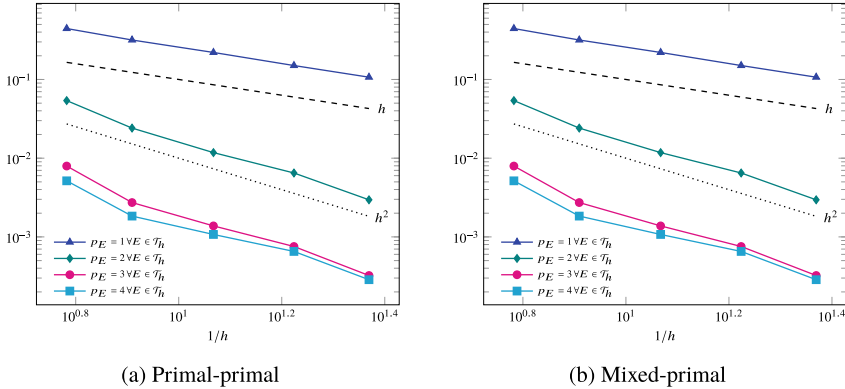 10⁻¹
10⁻²
10⁻³
h
h²
p_E = 1∀E ∈ 𝒯_h
p_E = 2∀E ∈ 𝒯_h
p_E = 3∀E ∈ 𝒯_h
p_E = 4∀E ∈ 𝒯_h
10^0.8
10^1
10^1.2
10^1.4
1/h
(a) Primal-primal
10⁻¹
10⁻²
10⁻³
h
h²
p_E = 1∀E ∈ 𝒯_h
p_E = 2∀E ∈ 𝒯_h
p_E = 3∀E ∈ 𝒯_h
p_E = 4∀E ∈ 𝒯_h
10^0.8
10^1
10^1.2
10^1.4
1/h
(b) Mixed-primal